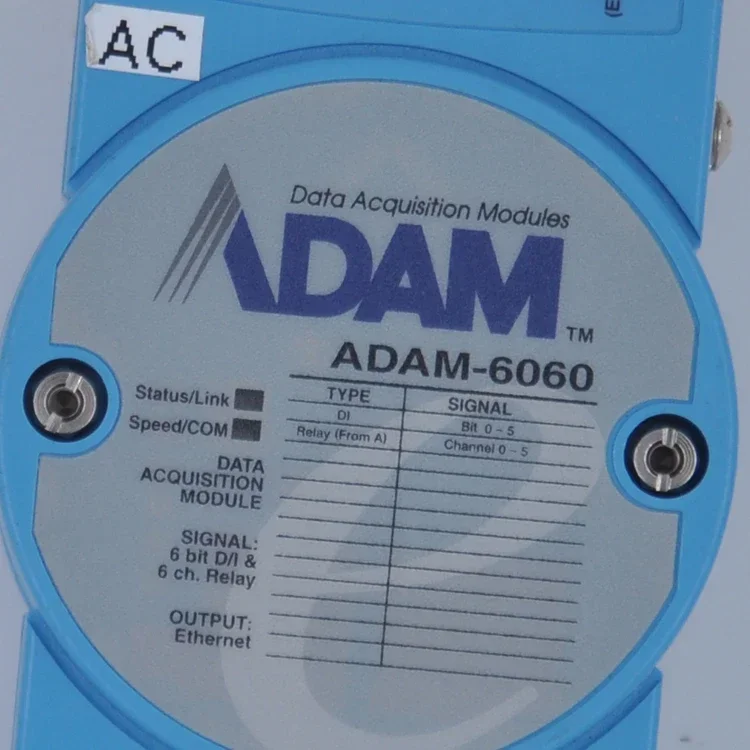 AC
(E
Data Acquisition Modules
ADAM TM
ADAM-6060
Status/Link
Speed/COM
TYPE SIGNAL
DI Bit 0 ~ 5
Relay (From A) Channel 0 ~ 5
DATA
ACQUISITION
MODULE
SIGNAL:
6 bit D/I &
6 ch. Relay
OUTPUT:
Ethernet